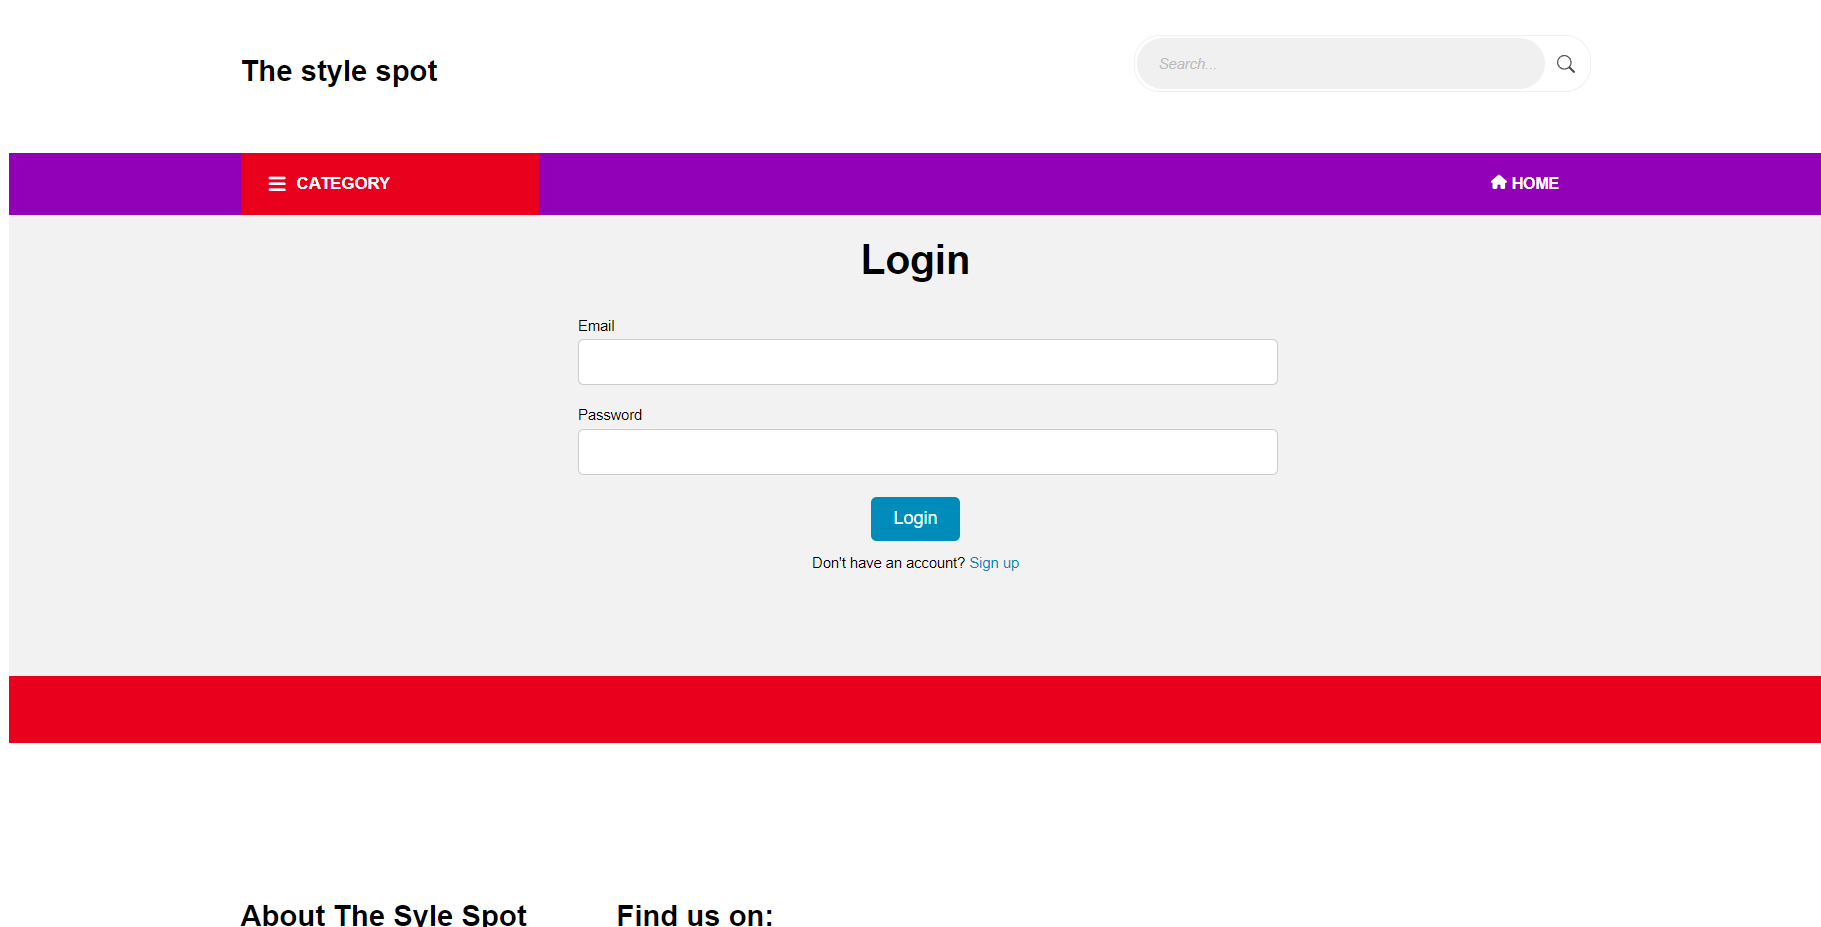 The style spot
Search...
CATEGORY
HOME
Login
Email
Password
Login
Don't have an account? Sign up
About The Syle Spot
Find us on: